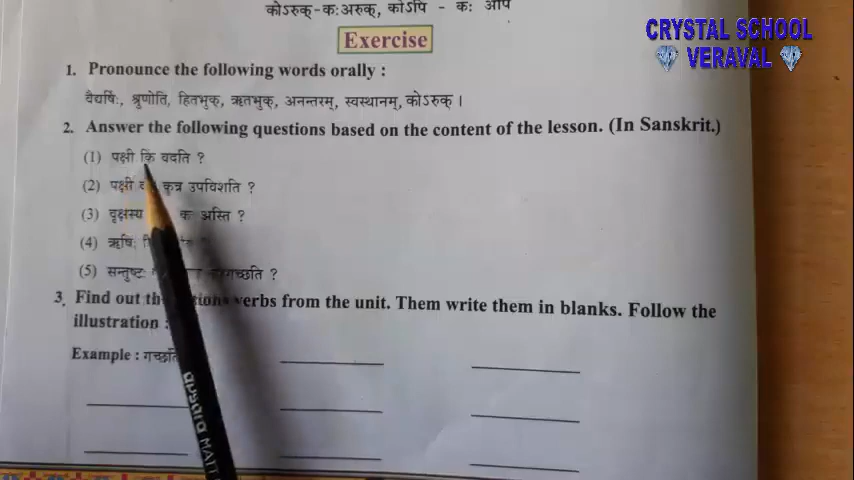 कोऽरुक्-कःअरुक्, कोऽपि - कः अपि
CRYSTAL SCHOOL
VERAVAL
Exercise
1. Pronounce the following words orally :
वैद्यर्षिः, श्रुणोति, हितभुक्, ऋतभुक्, अनन्तरम्, स्वस्थानम्, कोऽरुक् ।
2. Answer the following questions based on the content of the lesson. (In Sanskrit.)
(1) पक्षी किं वदति ?
(2) पक्षी कुत्र उपविशति ?
(3) वृक्षस्य कः अस्ति ?
(4) ऋषिः
(5) सन्तुष्टः ?
3. Find out the verbs from the unit. Them write them in blanks. Follow the
illustration :
Example : गच्छति
apsara MATT